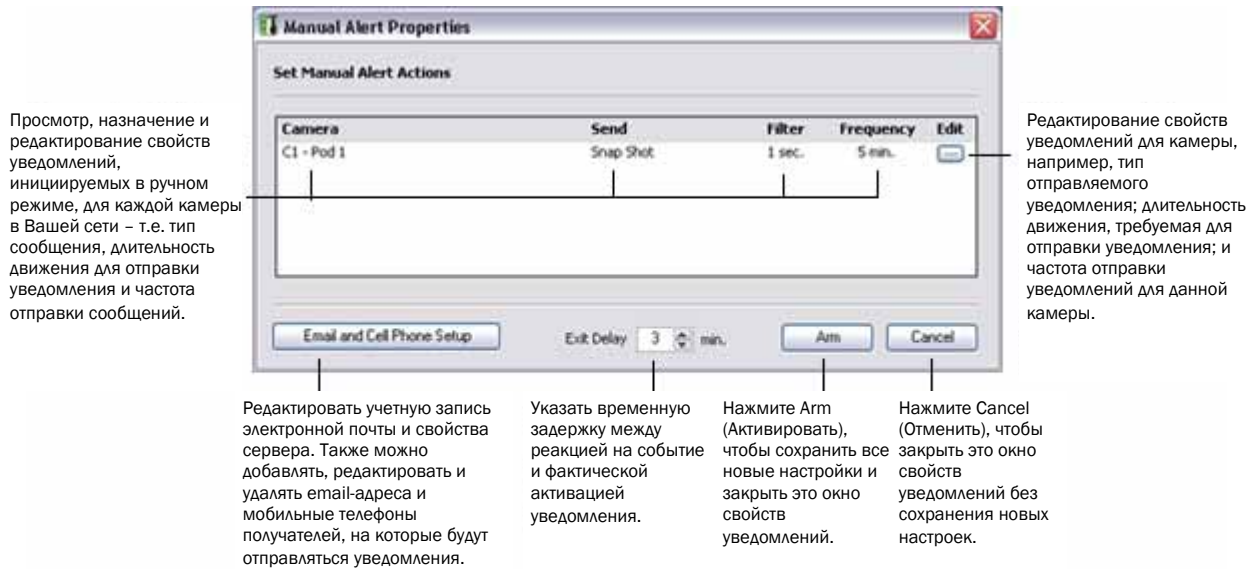 Manual Alert Properties
Set Manual Alert Actions
Camera Send Filter Frequency Edit
C1 - Pod 1 Snap Shot 1 sec. 5 min. ...
Email and Cell Phone Setup Exit Delay 3 min. Arm Cancel
Просмотр, назначение и
редактирование свойств
уведомлений,
инициируемых в ручном
режиме, для каждой камеры
в Вашей сети – т.е. тип
сообщения, длительность
движения для отправки
уведомления и частота
отправки сообщений.
Редактирование свойств
уведомлений для камеры,
например, тип
отправляемого
уведомления; длительность
движения, требуемая для
отправки уведомления; и
частота отправки
уведомлений для данной
камеры.
Редактировать учетную запись
электронной почты и свойства
сервера. Также можно
добавлять, редактировать и
удалять email-адреса и
мобильные телефоны
получателей, на которые будут
отправляться уведомления.
Указать временную
задержку между
реакцией на событие
и фактической
активацией
уведомления.
Нажмите Arm
(Активировать),
чтобы сохранить все
новые настройки и
закрыть это окно
свойств
уведомлений.
Нажмите Cancel
(Отменить), чтобы
закрыть это окно
свойств
уведомлений без
сохранения новых
настроек.